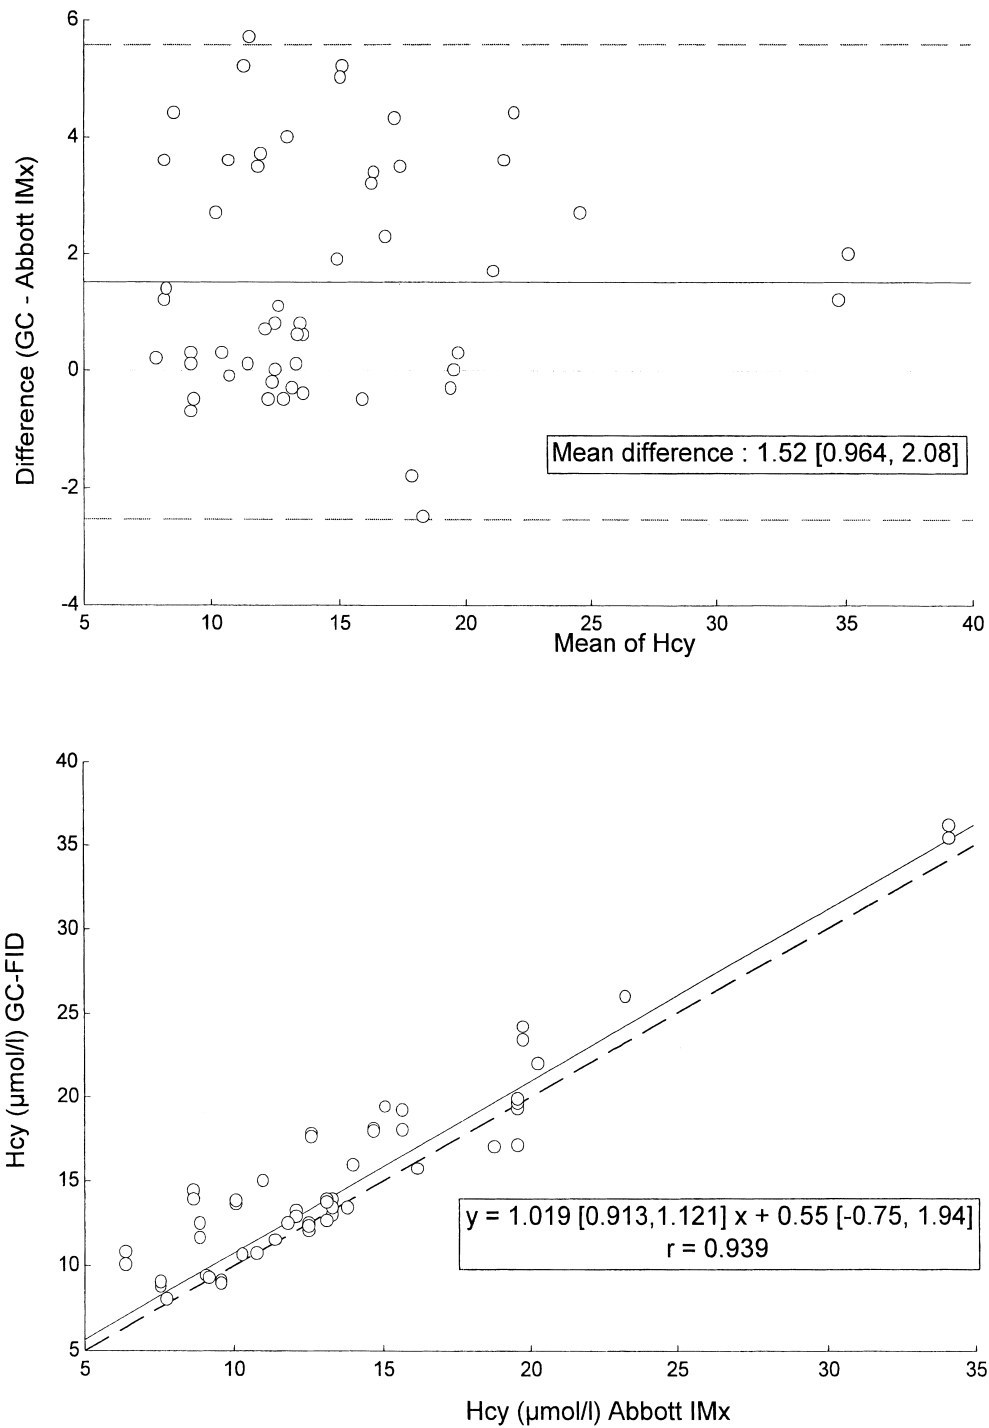 6
4
2
0
-2
-4
Difference (GC - Abbott IMx)
Mean difference : 1.52 [0.964, 2.08]
5 10 15 20 25 30 35 40
Mean of Hcy
40
35
30
25
20
15
10
5
Hcy (µmol/l) GC-FID
y = 1.019 [0.913,1.121] x + 0.55 [-0.75, 1.94]
r = 0.939
5 10 15 20 25 30 35
Hcy (µmol/l) Abbott IMx